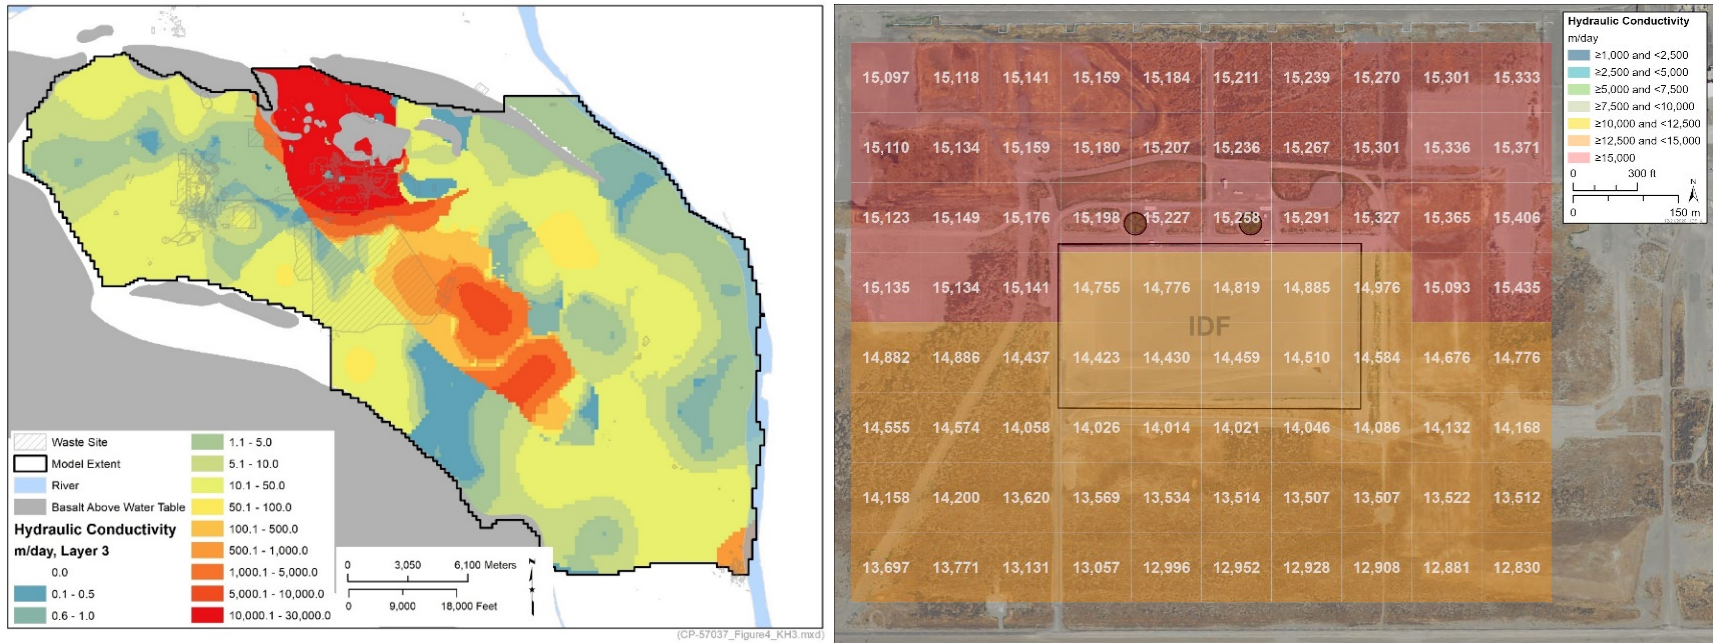 Waste Site
Model Extent
River
Basalt Above Water Table
Hydraulic Conductivity
m/day, Layer 3
0.0
0.1 - 0.5
0.6 - 1.0
1.1 - 5.0
5.1 - 10.0
10.1 - 50.0
50.1 - 100.0
100.1 - 500.0
500.1 - 1,000.0
1,000.1 - 5,000.0
5,000.1 - 10,000.0
10,000.1 - 30,000.0
0 3,050 6,100 Meters
0 9,000 18,000 Feet
N
(CP-57037_Figure4_KH3.mxd)
15,097 15,118 15,141 15,159 15,184 15,211 15,239 15,270 15,301 15,333
15,110 15,134 15,159 15,180 15,207 15,236 15,267 15,301 15,336 15,371
15,123 15,149 15,176 15,198 15,227 15,258 15,291 15,327 15,365 15,406
15,135 15,134 15,141 14,755 14,776 14,819 14,885 14,976 15,093 15,435
IDF
14,882 14,886 14,437 14,423 14,430 14,459 14,510 14,584 14,676 14,776
14,555 14,574 14,058 14,026 14,014 14,021 14,046 14,086 14,132 14,168
14,158 14,200 13,620 13,569 13,534 13,514 13,507 13,507 13,522 13,512
13,697 13,771 13,131 13,057 12,996 12,952 12,928 12,908 12,881 12,830
Hydraulic Conductivity
m/day
≥1,000 and <2,500
≥2,500 and <5,000
≥5,000 and <7,500
≥7,500 and <10,000
≥10,000 and <12,500
≥12,500 and <15,000
≥15,000
0 300 ft
N
0 150 m